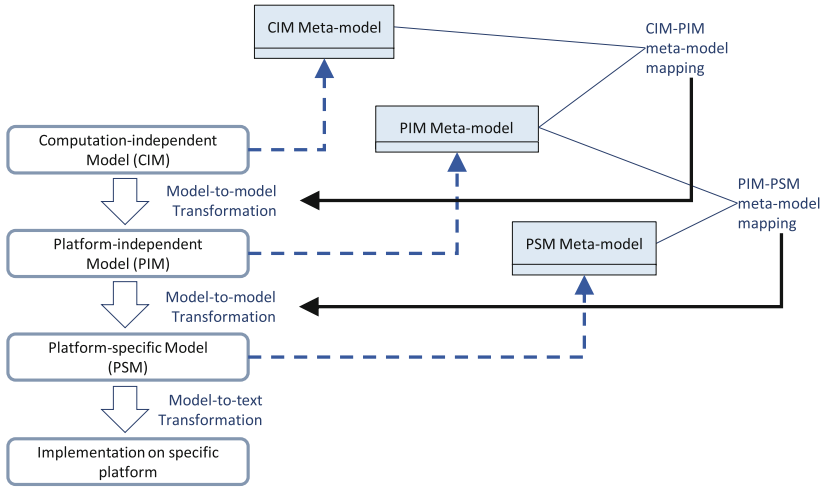 CIM Meta-model
CIM-PIM
meta-model
mapping
PIM Meta-model
Computation-independent
Model (CIM)
Model-to-model
Transformation
PIM-PSM
meta-model
mapping
Platform-independent
Model (PIM)
PSM Meta-model
Model-to-model
Transformation
Platform-specific Model
(PSM)
Model-to-text
Transformation
Implementation on specific
platform